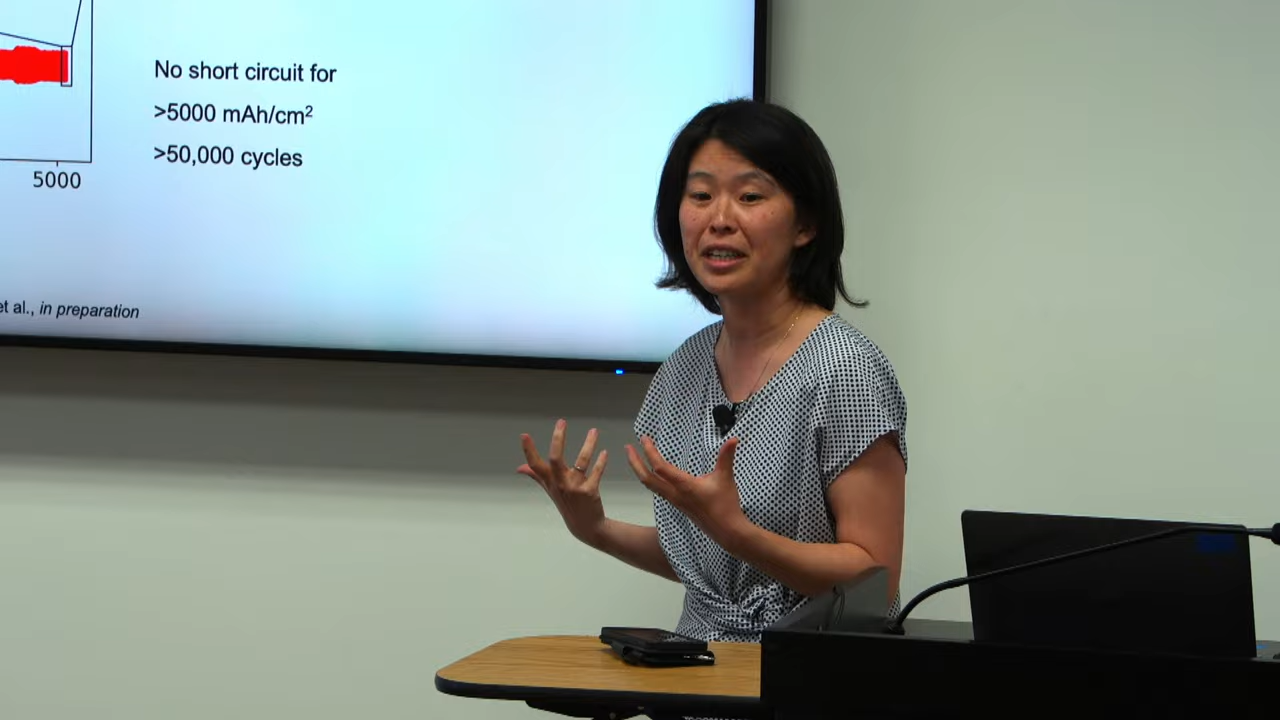 No short circuit for
>5000 mAh/cm²
>50,000 cycles
5000
et al., in preparation